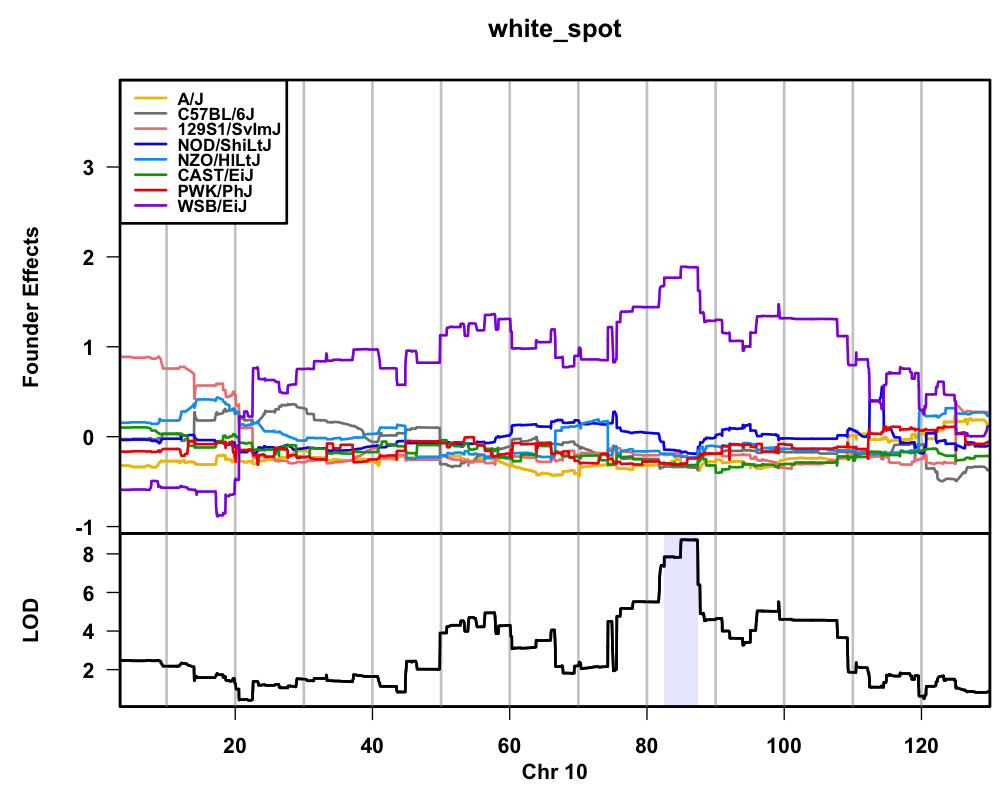 white_spot
A/J
C57BL/6J
129S1/SvImJ
NOD/ShiLtJ
NZO/HlLtJ
CAST/EiJ
PWK/PhJ
WSB/EiJ
Founder Effects
3
2
1
0
-1
LOD
8
6
4
2
20 40 60 80 100 120
Chr 10